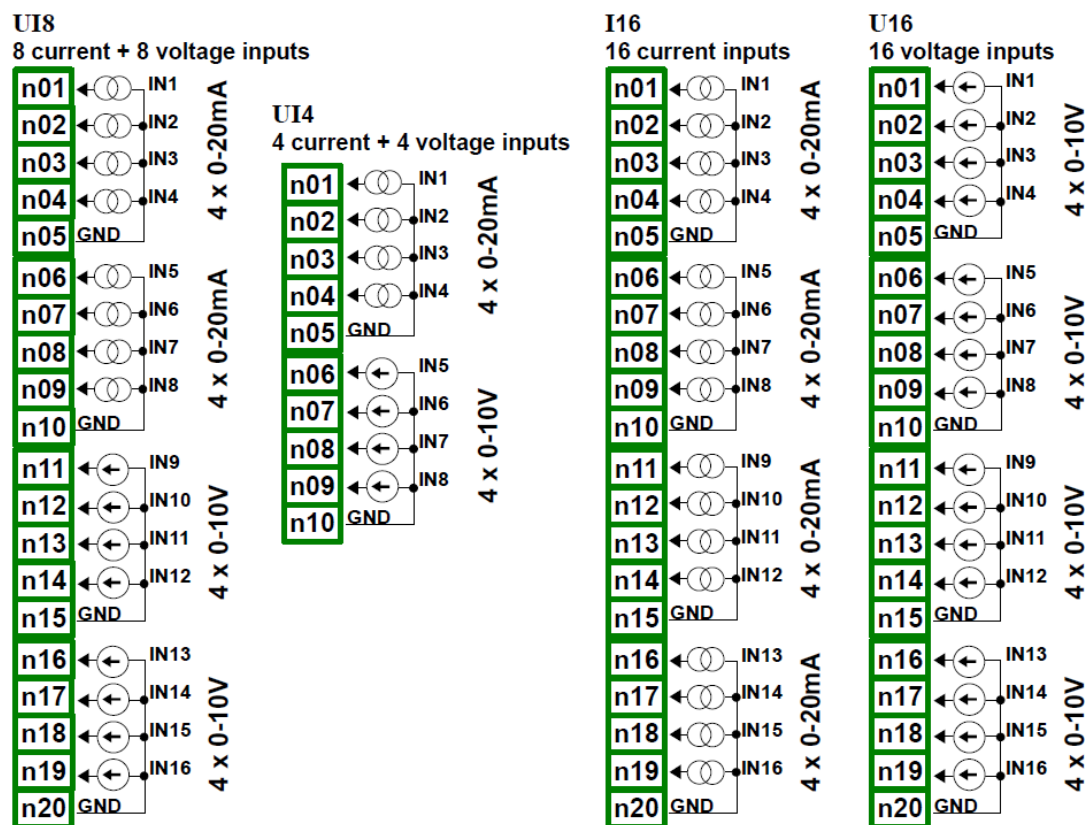 UI8
8 current + 8 voltage inputs
n01 IN1
n02 IN2
n03 IN3
n04 IN4
n05 GND
4 x 0-20mA
n06 IN5
n07 IN6
n08 IN7
n09 IN8
n10 GND
4 x 0-20mA
n11 IN9
n12 IN10
n13 IN11
n14 IN12
n15 GND
4 x 0-10V
n16 IN13
n17 IN14
n18 IN15
n19 IN16
n20 GND
4 x 0-10V
UI4
4 current + 4 voltage inputs
n01 IN1
n02 IN2
n03 IN3
n04 IN4
n05 GND
4 x 0-20mA
n06 IN5
n07 IN6
n08 IN7
n09 IN8
n10 GND
4 x 0-10V
I16
16 current inputs
n01 IN1
n02 IN2
n03 IN3
n04 IN4
n05 GND
4 x 0-20mA
n06 IN5
n07 IN6
n08 IN7
n09 IN8
n10 GND
4 x 0-20mA
n11 IN9
n12 IN10
n13 IN11
n14 IN12
n15 GND
4 x 0-20mA
n16 IN13
n17 IN14
n18 IN15
n19 IN16
n20 GND
4 x 0-20mA
U16
16 voltage inputs
n01 IN1
n02 IN2
n03 IN3
n04 IN4
n05 GND
4 x 0-10V
n06 IN5
n07 IN6
n08 IN7
n09 IN8
n10 GND
4 x 0-10V
n11 IN9
n12 IN10
n13 IN11
n14 IN12
n15 GND
4 x 0-10V
n16 IN13
n17 IN14
n18 IN15
n19 IN16
n20 GND
4 x 0-10V